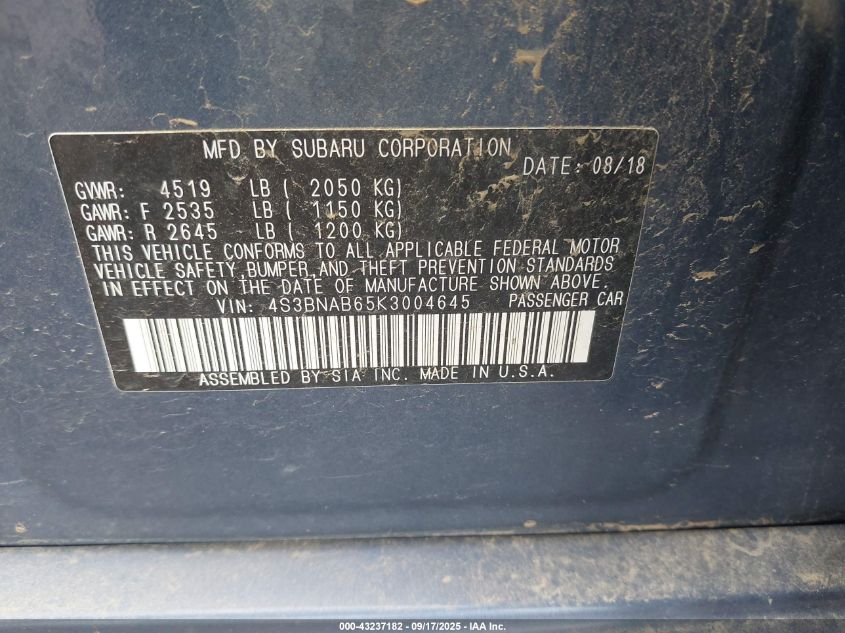 MFD BY SUBARU CORPORATION
DATE: 08/18
GVWR: 4519 LB ( 2050 KG)
GAWR: F 2535 LB ( 1150 KG)
GAWR: R 2645 LB ( 1200 KG)
THIS VEHICLE CONFORMS TO ALL APPLICABLE FEDERAL MOTOR
VEHICLE SAFETY, BUMPER AND THEFT PREVENTION STANDARDS
IN EFFECT ON THE DATE OF MANUFACTURE SHOWN ABOVE.
VIN: 4S3BNAB65K3004645 PASSENGER CAR
ASSEMBLED BY SIA INC. MADE IN U.S.A.
000-43237182 - 09/17/2025 - IAA Inc.